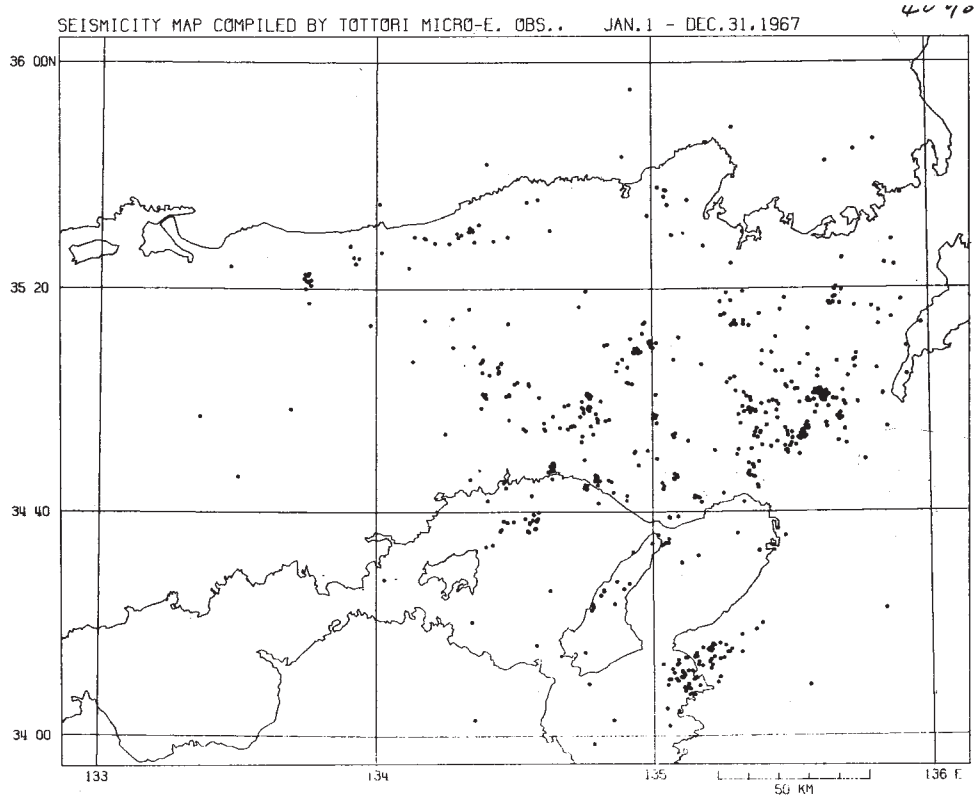 SEISMICITY MAP COMPILED BY TOTTORI MICRO-E. OBS.. JAN.1 - DEC.31.1967
36 00N
35 20
34 40
34 00
133 134 135 136 E
50 KM